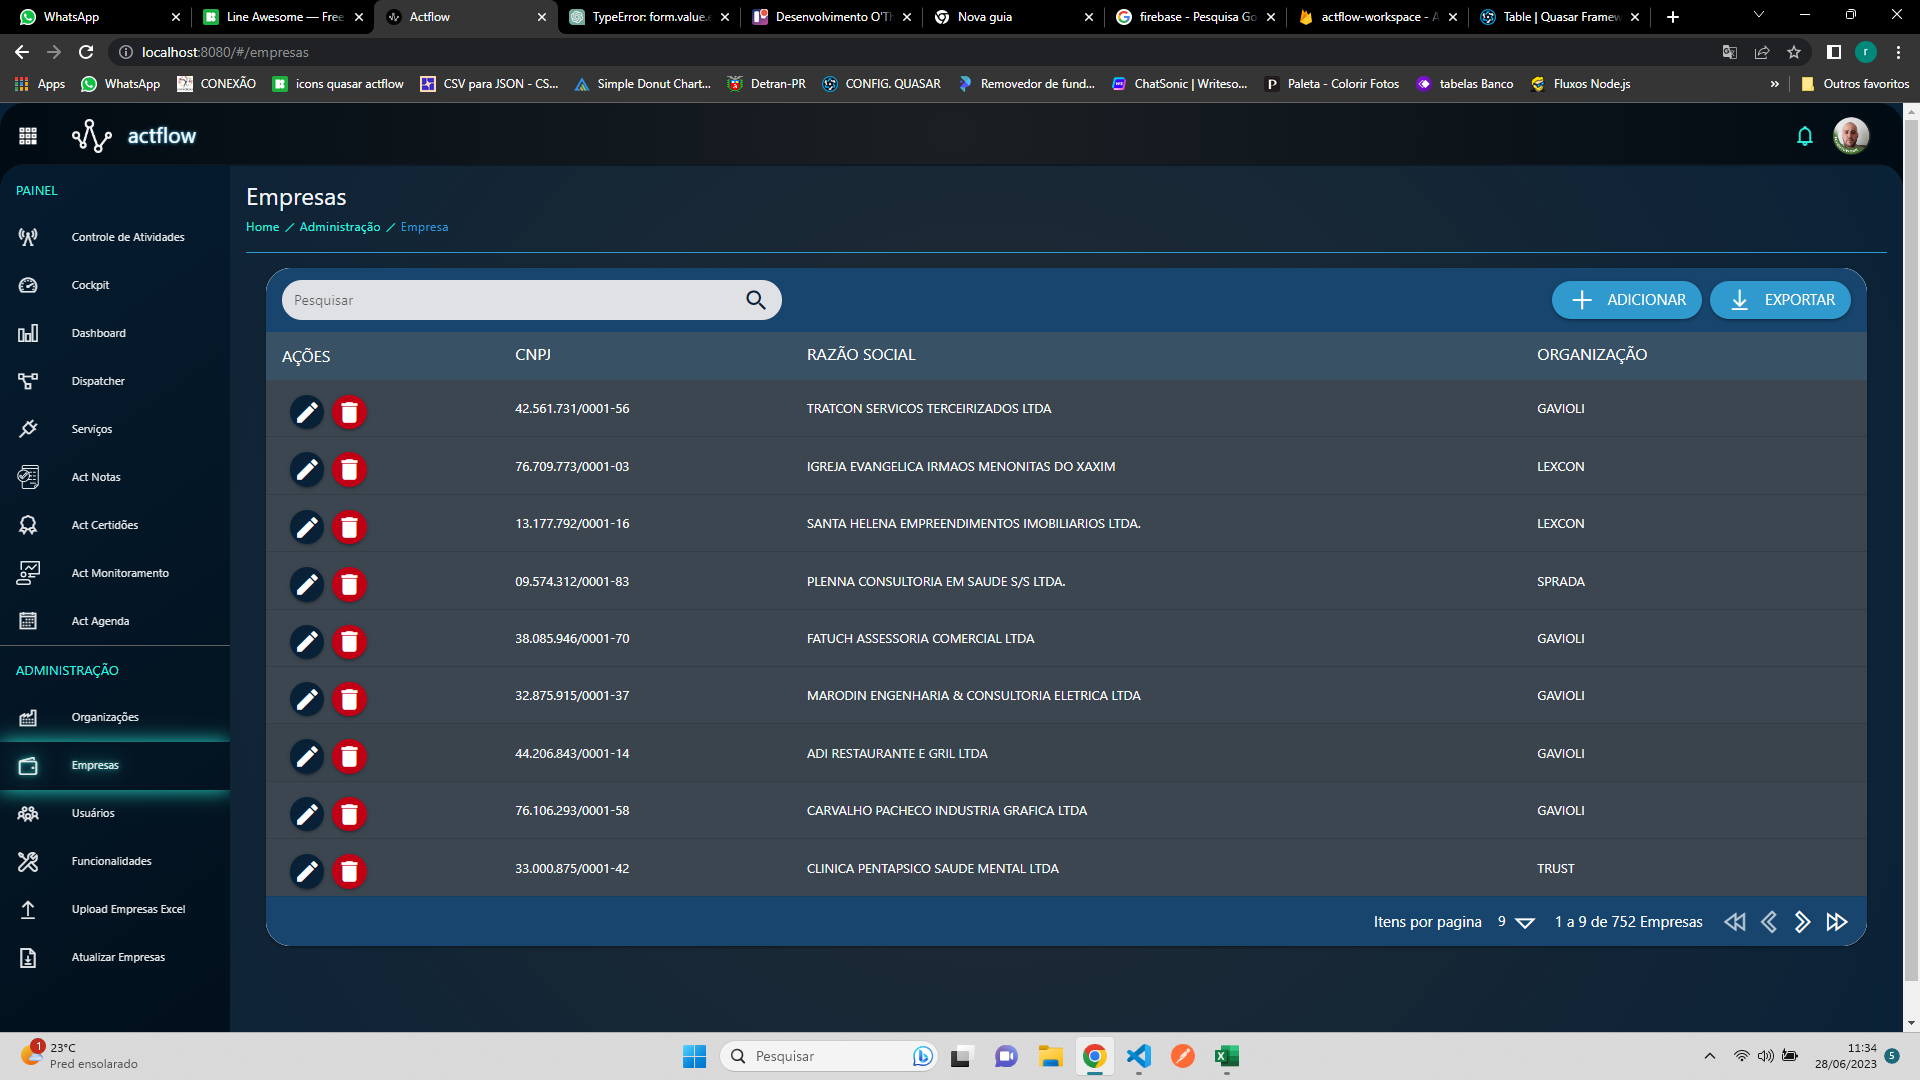 WhatsApp
Line Awesome — Free
Actflow
TypeError: form.value.e
Desenvolvimento O'Th
Nova guia
firebase - Pesquisa Go
actflow-workspace - A
Table | Quasar Framew
localhost:8080/#/empresas
r
Apps
WhatsApp
CONEXÃO
icons quasar actflow
CSV para JSON - CS...
Simple Donut Chart...
Detran-PR
CONFIG. QUASAR
Removedor de fund...
ChatSonic | Writeso...
Paleta - Colorir Fotos
tabelas Banco
Fluxos Node.js
»
Outros favoritos
actflow
PAINEL
Controle de Atividades
Cockpit
Dashboard
Dispatcher
Serviços
Act Notas
Act Certidões
Act Monitoramento
Act Agenda
ADMINISTRAÇÃO
Organizações
Empresas
Usuários
Funcionalidades
Upload Empresas Excel
Atualizar Empresas
Empresas
Home / Administração / Empresa
Pesquisar
ADICIONAR
EXPORTAR
AÇÕES CNPJ RAZÃO SOCIAL ORGANIZAÇÃO
42.561.731/0001-56 TRATCON SERVICOS TERCEIRIZADOS LTDA GAVIOLI
76.709.773/0001-03 IGREJA EVANGELICA IRMAOS MENONITAS DO XAXIM LEXCON
13.177.792/0001-16 SANTA HELENA EMPREENDIMENTOS IMOBILIARIOS LTDA. LEXCON
09.574.312/0001-83 PLENNA CONSULTORIA EM SAUDE S/S LTDA. SPRADA
38.085.946/0001-70 FATUCH ASSESSORIA COMERCIAL LTDA GAVIOLI
32.875.915/0001-37 MARODIN ENGENHARIA & CONSULTORIA ELETRICA LTDA GAVIOLI
44.206.843/0001-14 ADI RESTAURANTE E GRIL LTDA GAVIOLI
76.106.293/0001-58 CARVALHO PACHECO INDUSTRIA GRAFICA LTDA GAVIOLI
33.000.875/0001-42 CLINICA PENTAPSICO SAUDE MENTAL LTDA TRUST
Itens por pagina 9 1 a 9 de 752 Empresas
1
23°C
Pred ensolarado
Pesquisar
11:34
28/06/2023
5